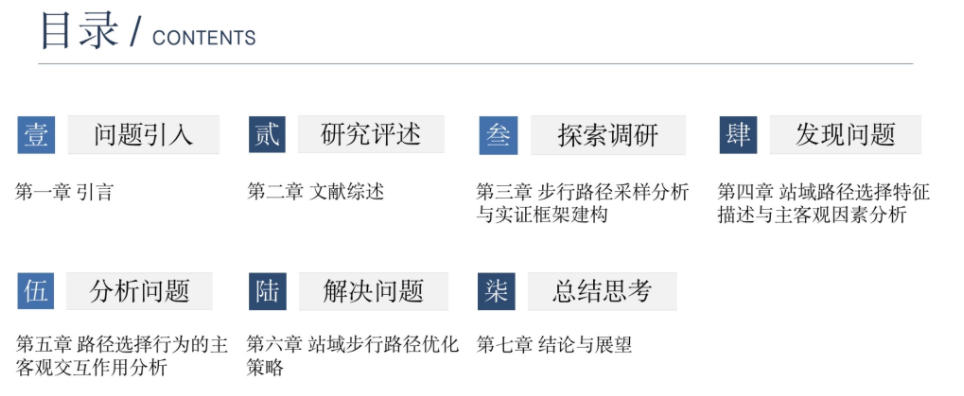 目录 / CONTENTS
壹 问题引入
第一章 引言
贰 研究评述
第二章 文献综述
叁 探索调研
第三章 步行路径采样分析
与实证框架建构
肆 发现问题
第四章 站域路径选择特征
描述与主客观因素分析
伍 分析问题
第五章 路径选择行为的主
客观交互作用分析
陆 解决问题
第六章 站域步行路径优化
策略
柒 总结思考
第七章 结论与展望